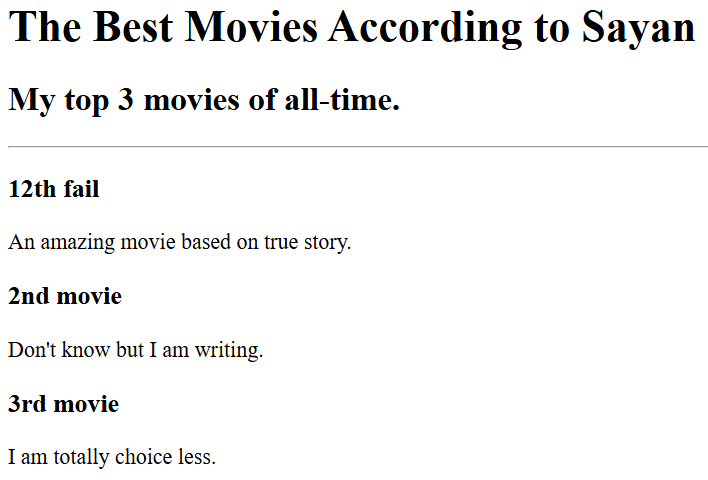 The Best Movies According to Sayan
My top 3 movies of all-time.
12th fail
An amazing movie based on true story.
2nd movie
Don't know but I am writing.
3rd movie
I am totally choice less.